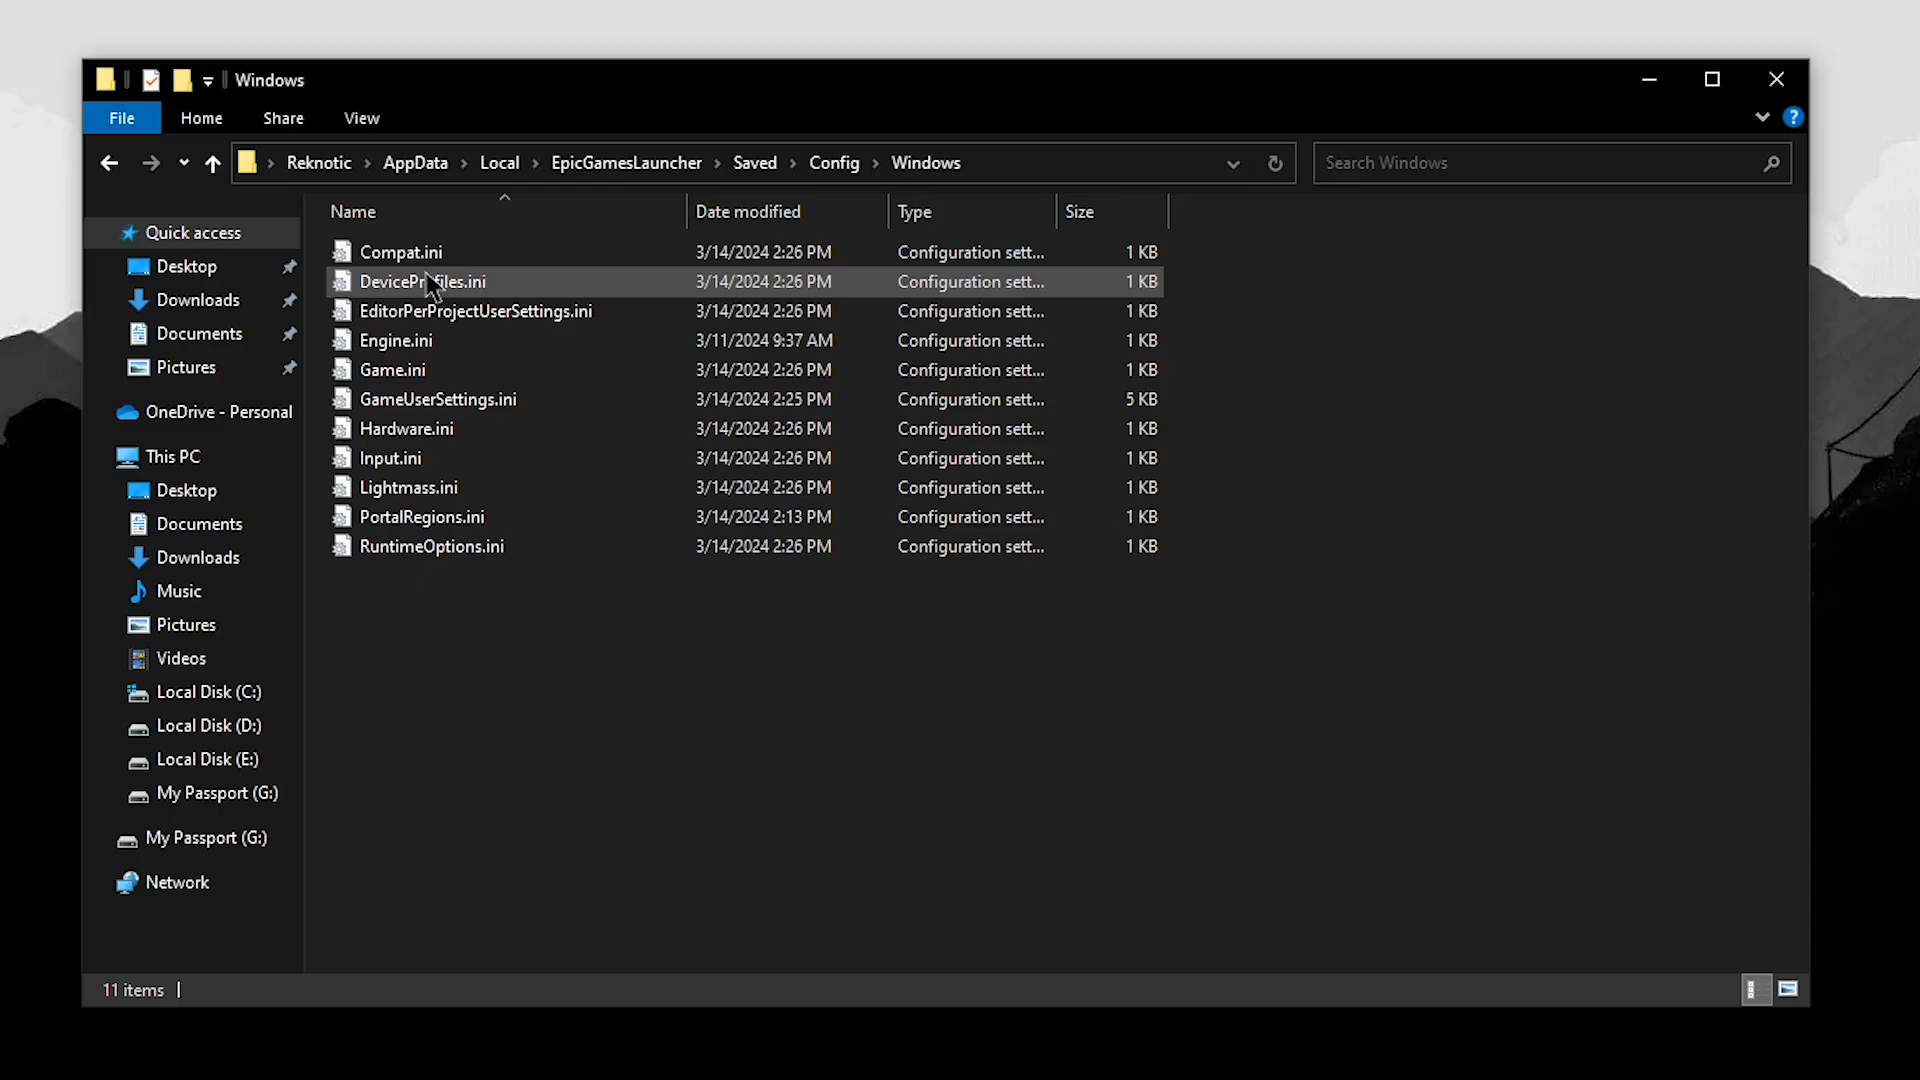 Windows
File Home Share View
Reknotic > AppData > Local > EpicGamesLauncher > Saved > Config > Windows
Search Windows
Name Date modified Type Size
Quick access
Desktop
Downloads
Documents
Pictures
OneDrive - Personal
This PC
Desktop
Documents
Downloads
Music
Pictures
Videos
Local Disk (C:)
Local Disk (D:)
Local Disk (E:)
My Passport (G:)
My Passport (G:)
Network
Compat.ini 3/14/2024 2:26 PM Configuration sett... 1 KB
DeviceProfiles.ini 3/14/2024 2:26 PM Configuration sett... 1 KB
EditorPerProjectUserSettings.ini 3/14/2024 2:26 PM Configuration sett... 1 KB
Engine.ini 3/11/2024 9:37 AM Configuration sett... 1 KB
Game.ini 3/14/2024 2:26 PM Configuration sett... 1 KB
GameUserSettings.ini 3/14/2024 2:25 PM Configuration sett... 5 KB
Hardware.ini 3/14/2024 2:26 PM Configuration sett... 1 KB
Input.ini 3/14/2024 2:26 PM Configuration sett... 1 KB
Lightmass.ini 3/14/2024 2:26 PM Configuration sett... 1 KB
PortalRegions.ini 3/14/2024 2:13 PM Configuration sett... 1 KB
RuntimeOptions.ini 3/14/2024 2:26 PM Configuration sett... 1 KB
11 items